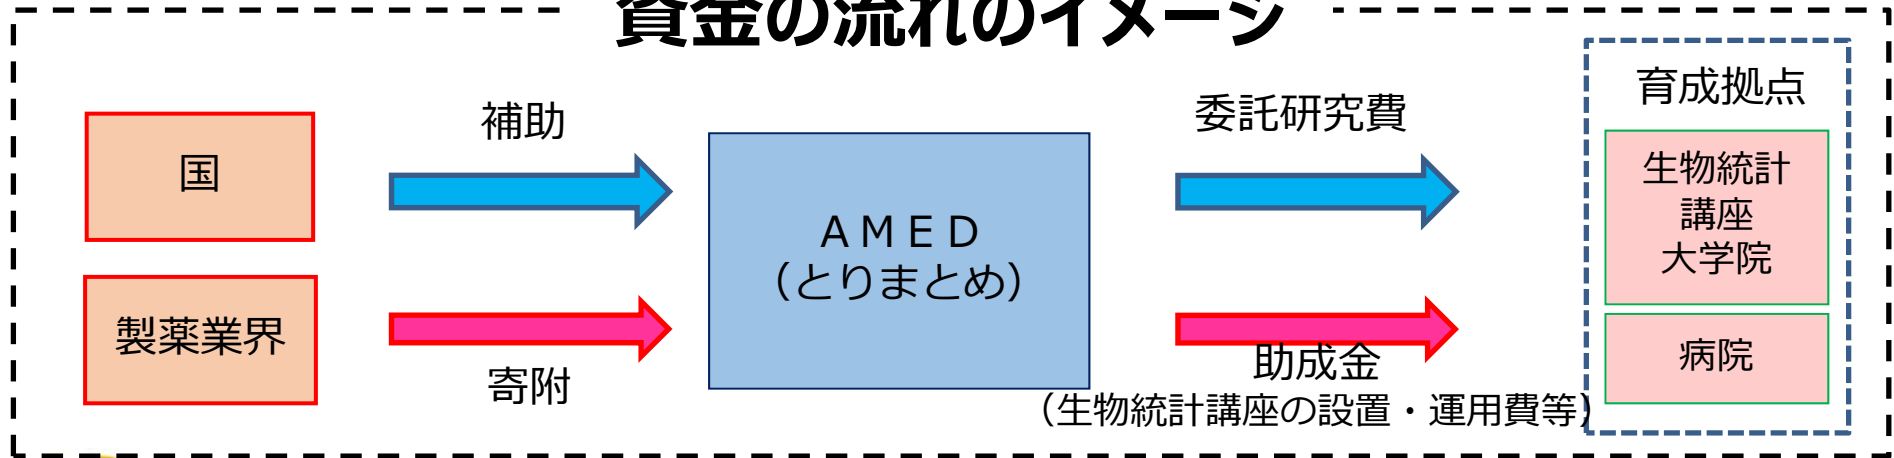 資金の流れのイメージ
国
補助
製薬業界
寄附
ＡＭＥＤ
（とりまとめ）
委託研究費
助成金
（生物統計講座の設置・運用費等）
育成拠点
生物統計
講座
大学院
病院